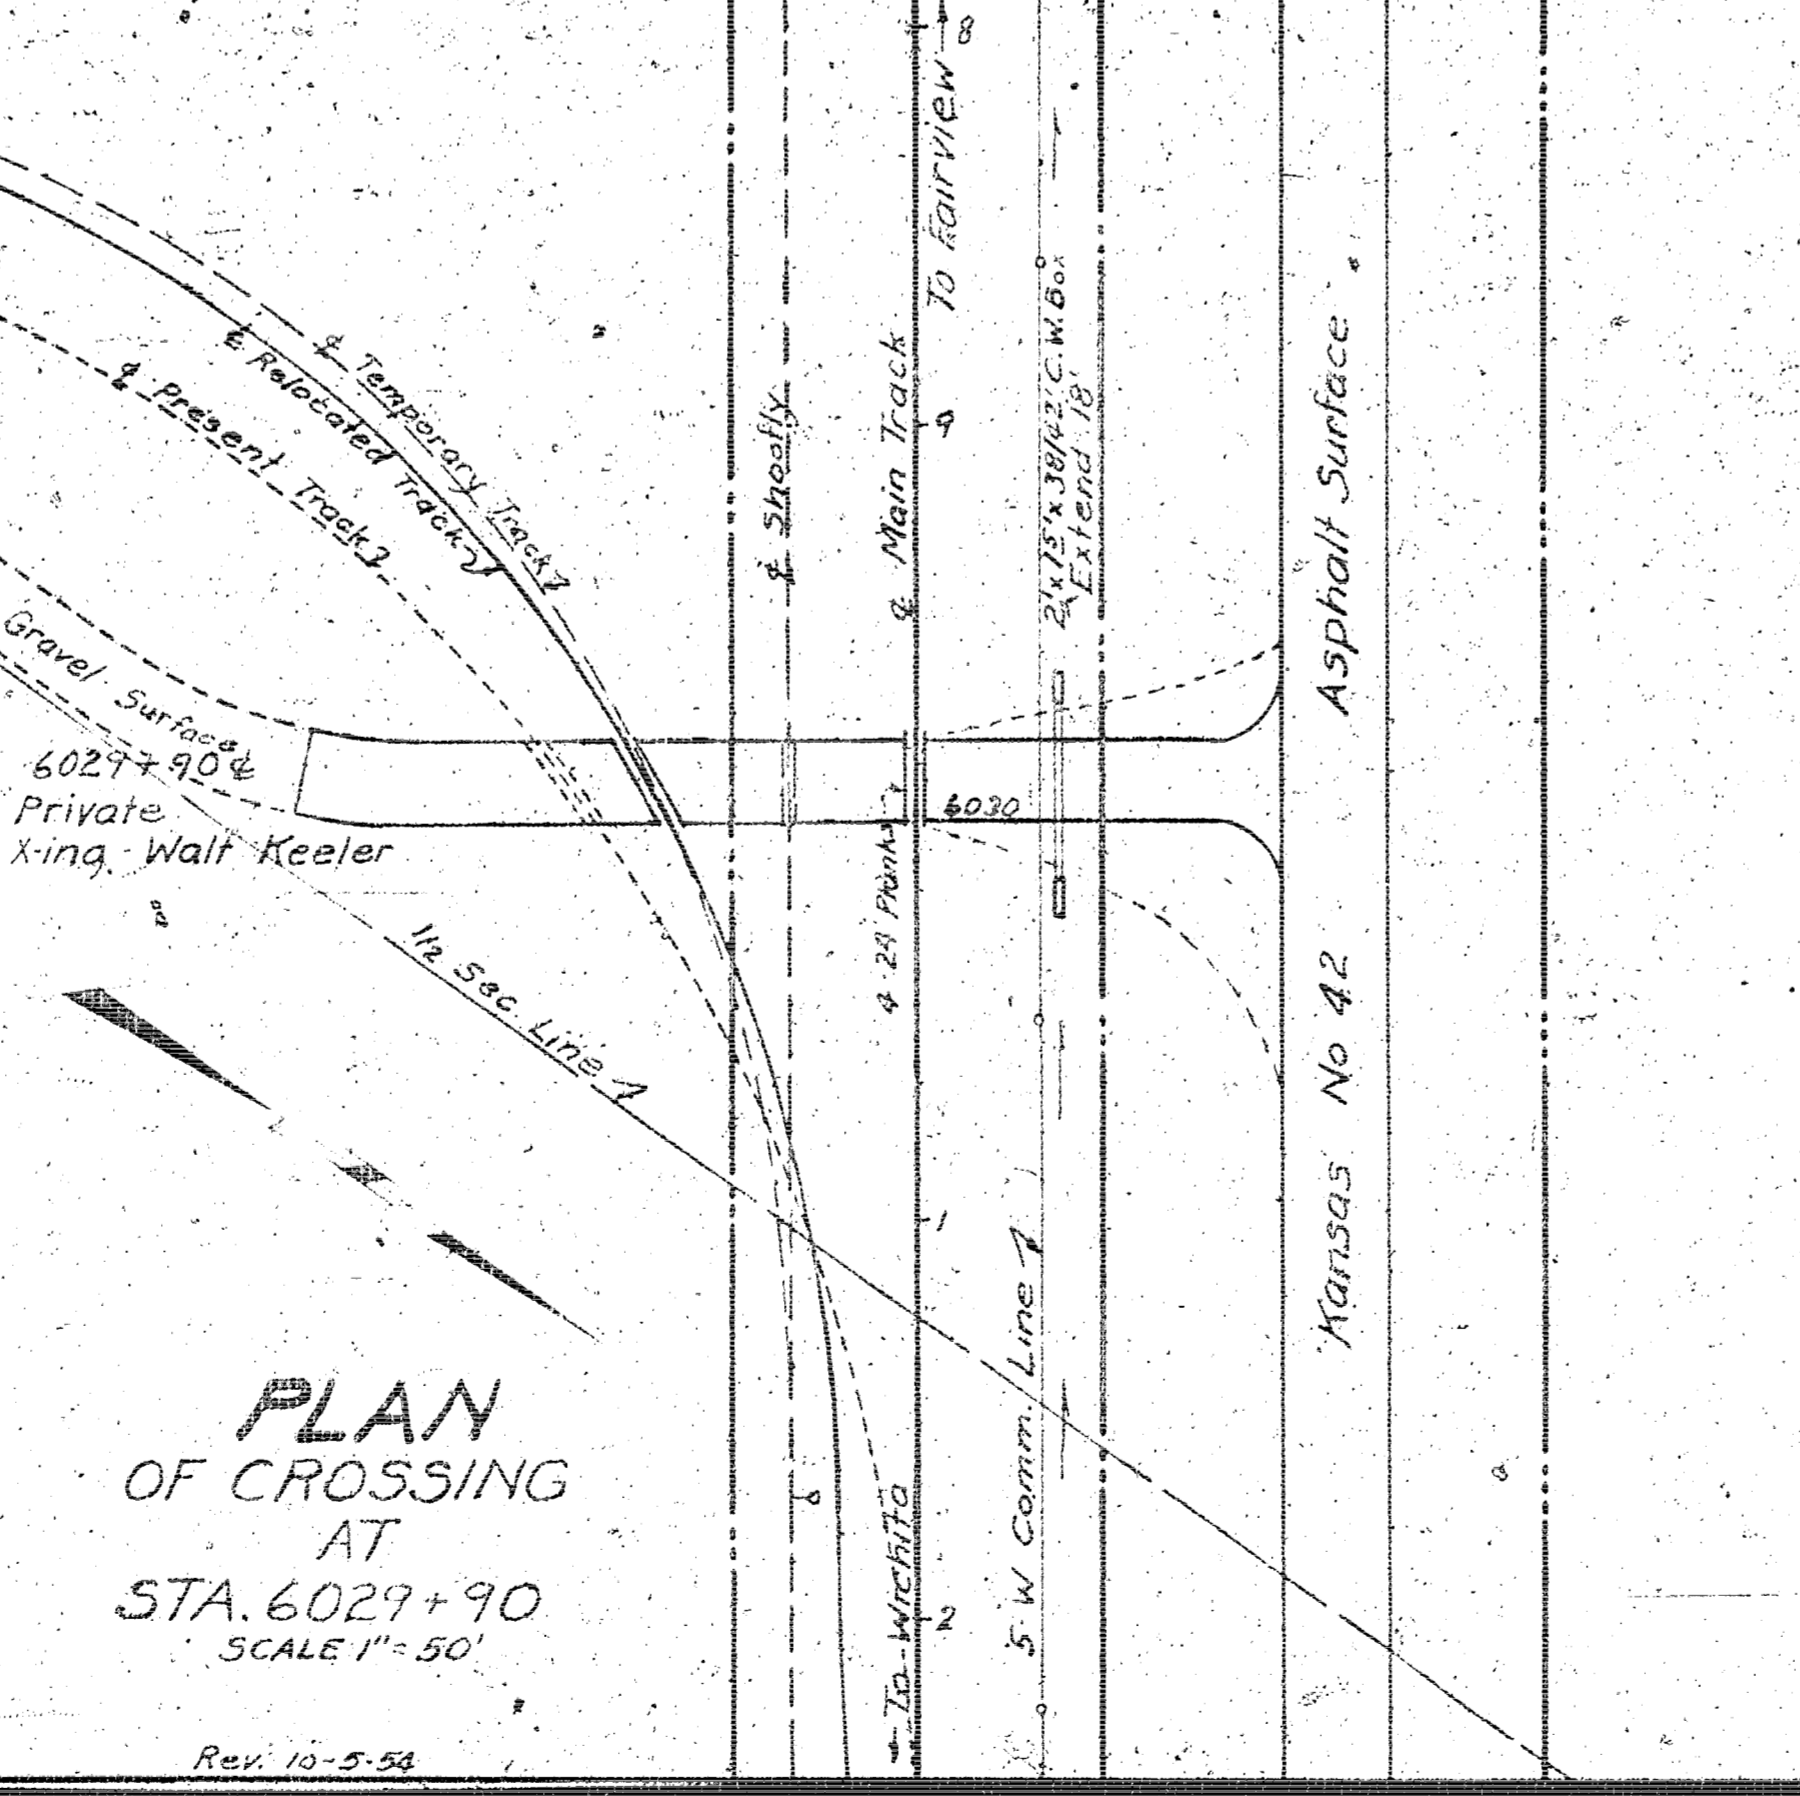 8
To Fairview
℄ Temporary Track
℄ Relocated Track
℄ Present Track
℄ Shoofly
℄ Main Track
9
2'x15'x38/42' C.W. Box
Extend 18'
Asphalt Surface
Gravel Surface
6029+90 ℄
Private
X-ing - Walt Keeler
6030
4-24' Planks
1/2 Sec. Line
Kansas No 42
1
5-W Comm. Line
To Wichita
2
PLAN
OF CROSSING
AT
STA. 6029+90
SCALE 1"=50'
Rev. 10-5-54